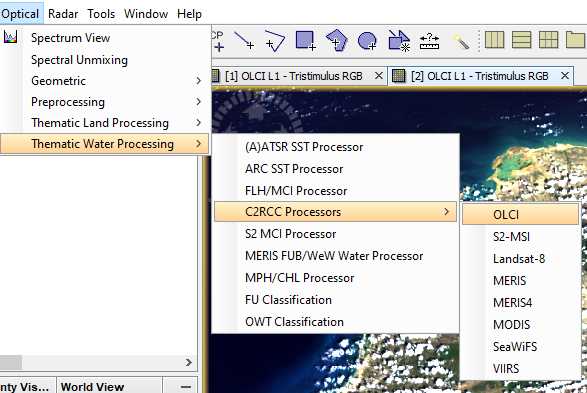 Optical Radar Tools Window Help
Spectrum View
Spectral Unmixing
Geometric
Preprocessing
Thematic Land Processing
Thematic Water Processing
[1] OLCI L1 - Tristimulus RGB
[2] OLCI L1 - Tristimulus RGB
(A)ATSR SST Processor
ARC SST Processor
FLH/MCI Processor
C2RCC Processors
S2 MCI Processor
MERIS FUB/WeW Water Processor
MPH/CHL Processor
FU Classification
OWT Classification
OLCI
S2-MSI
Landsat-8
MERIS
MERIS4
MODIS
SeaWiFS
VIIRS
nty Vis... World View